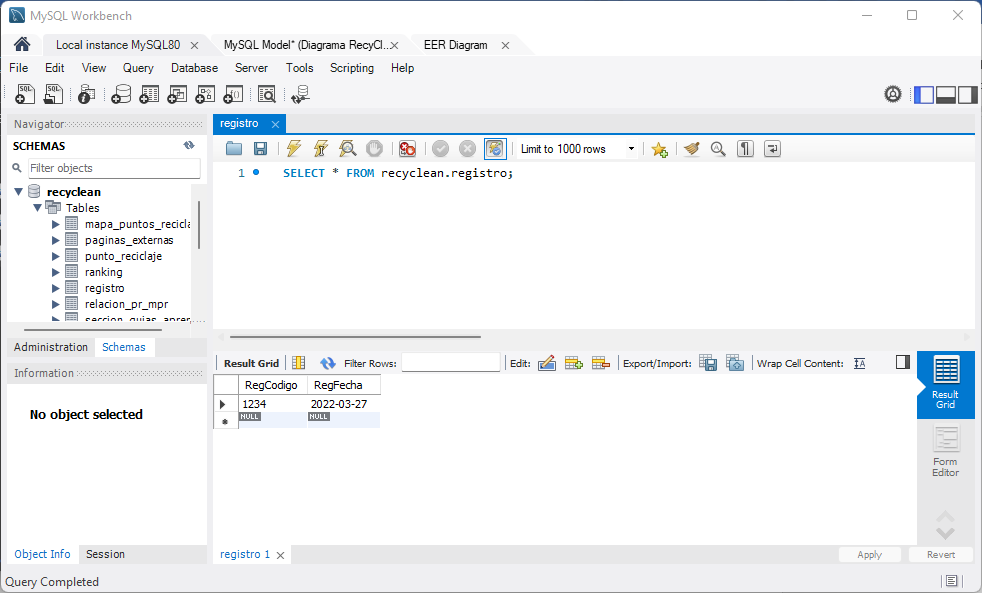 MySQL Workbench
Local instance MySQL80
MySQL Model* (Diagrama RecyCl...
EER Diagram
File Edit View Query Database Server Tools Scripting Help
Navigator
SCHEMAS
Filter objects
recyclean
Tables
mapa_puntos_recicla
paginas_externas
punto_reciclaje
ranking
registro
relacion_pr_mpr
seccion_guias_apre
Administration Schemas
Information
No object selected
Object Info Session
registro
Limit to 1000 rows
1 SELECT * FROM recyclean.registro;
Result Grid Filter Rows: Edit: Export/Import: Wrap Cell Content:
RegCodigo RegFecha
1234 2022-03-27
NULL NULL
Result
Grid
Form
Editor
registro 1
Apply Revert
Query Completed